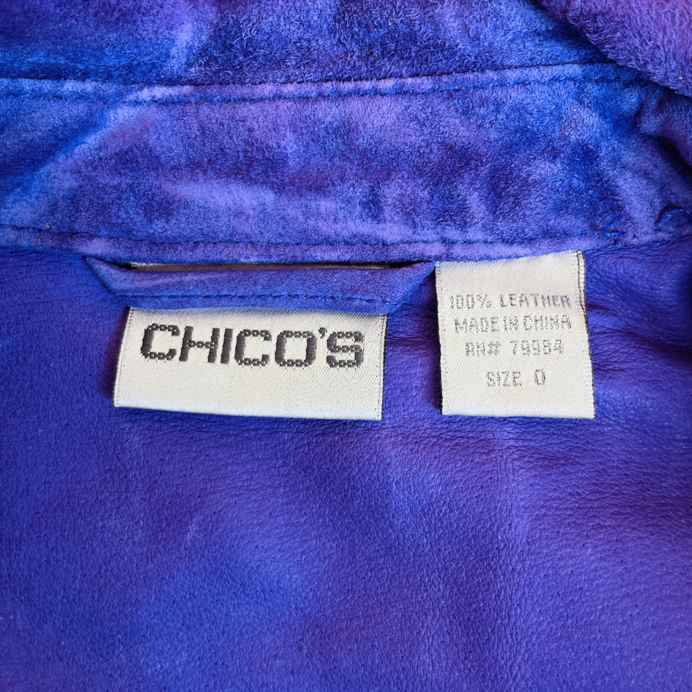 CHICO'S
100% LEATHER
MADE IN CHINA
RN# 79984
SIZE 0